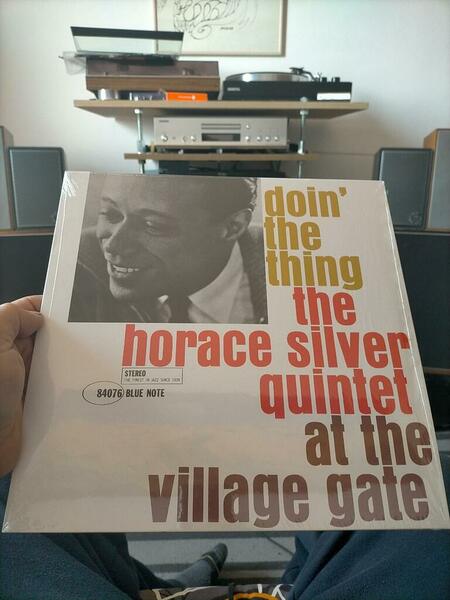 doin'
the
thing
the
horace silver
quintet
at the
village gate
STEREO
THE FINEST IN JAZZ SINCE 1939
84076 BLUE NOTE